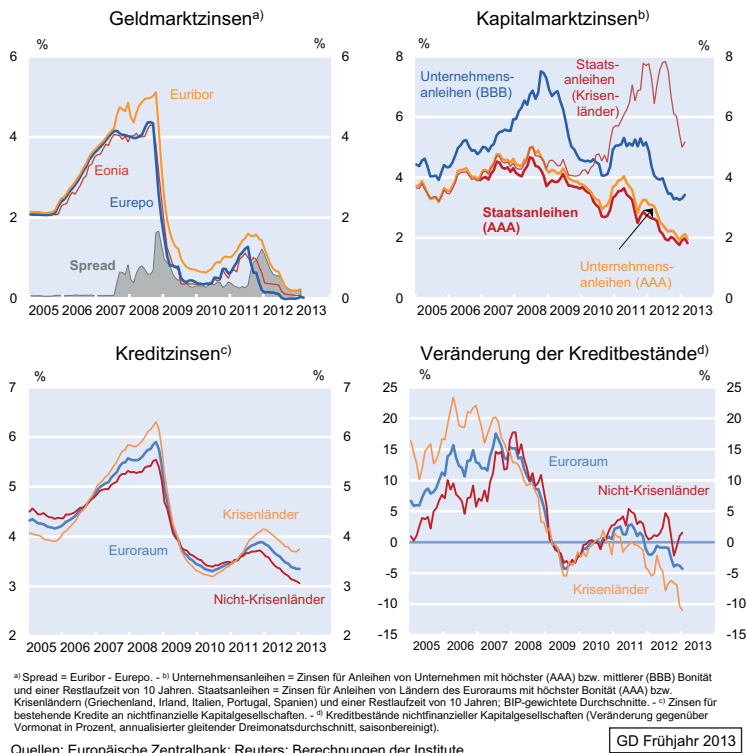 Geldmarktzinsen a)
% %
6 6
Euribor
4 4
Eonia
Eurepo
2 2
Spread
0 0
2005 2006 2007 2008 2009 2010 2011 2012 2013
Kapitalmarktzinsen b)
% %
8 8
Staats-
anleihen
(Krisen-
länder)
Unternehmens-
anleihen (BBB)
6 6
4 4
Staatsanleihen
(AAA)
2 2
Unternehmens-
anleihen (AAA)
0 0
2005 2006 2007 2008 2009 2010 2011 2012 2013
Kreditzinsen c)
% %
7 7
6 6
5 5
Krisenländer
4 4
Euroraum
3 3
Nicht-Krisenländer
2 2
2005 2006 2007 2008 2009 2010 2011 2012 2013
Veränderung der Kreditbestände d)
% %
25 25
20 20
15 15
Euroraum
10 10
Nicht-Krisenländer
5 5
0 0
-5 -5
Krisenländer
-10 -10
-15 -15
2005 2006 2007 2008 2009 2010 2011 2012 2013
a) Spread = Euribor - Eurepo. - b) Unternehmensanleihen = Zinsen für Anleihen von Unternehmen mit höchster (AAA) bzw. mittlerer (BBB) Bonität
und einer Restlaufzeit von 10 Jahren. Staatsanleihen = Zinsen für Anleihen von Ländern des Euroraums mit höchster Bonität (AAA) bzw.
Krisenländern (Griechenland, Irland, Italien, Portugal, Spanien) und einer Restlaufzeit von 10 Jahren; BIP-gewichtete Durchschnitte. - c) Zinsen für
bestehende Kredite an nichtfinanzielle Kapitalgesellschaften. - d) Kreditbestände nichtfinanzieller Kapitalgesellschaften (Veränderung gegenüber
Vormonat in Prozent, annualisierter gleitender Dreimonatsdurchschnitt, saisonbereinigt).
GD Frühjahr 2013
Quellen: Europäische Zentralbank; Reuters; Berechnungen der Institute